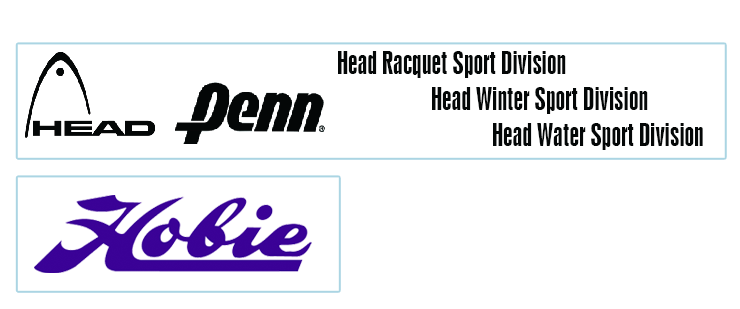 HEAD
Penn®
Head Racquet Sport Division
Head Winter Sport Division
Head Water Sport Division
Hobie